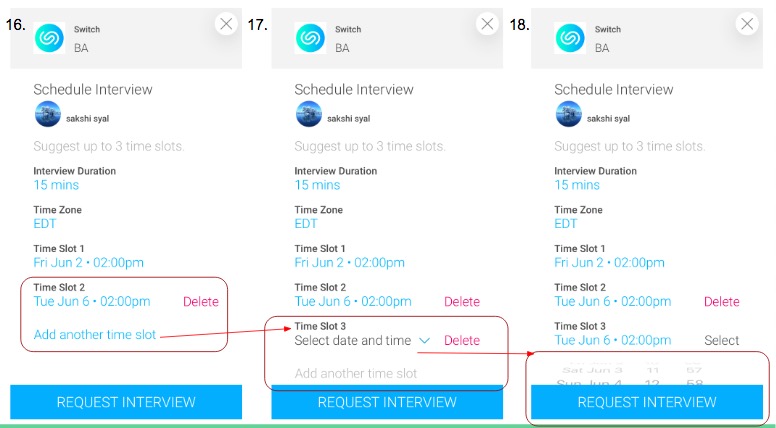 16.
Switch
BA
Schedule Interview
sakshi syal
Suggest up to 3 time slots.
Interview Duration
15 mins
Time Zone
EDT
Time Slot 1
Fri Jun 2 • 02:00pm
Time Slot 2
Tue Jun 6 • 02:00pm Delete
Add another time slot
REQUEST INTERVIEW
17.
Switch
BA
Schedule Interview
sakshi syal
Suggest up to 3 time slots.
Interview Duration
15 mins
Time Zone
EDT
Time Slot 1
Fri Jun 2 • 02:00pm
Time Slot 2
Tue Jun 6 • 02:00pm Delete
Time Slot 3
Select date and time Delete
Add another time slot
REQUEST INTERVIEW
18.
Switch
BA
Schedule Interview
sakshi syal
Suggest up to 3 time slots.
Interview Duration
15 mins
Time Zone
EDT
Time Slot 1
Fri Jun 2 • 02:00pm
Time Slot 2
Tue Jun 6 • 02:00pm Delete
Time Slot 3
Tue Jun 6 • 02:00pm Select
Sat Jun 3 11 57
Sun Jun 4 12 58
REQUEST INTERVIEW